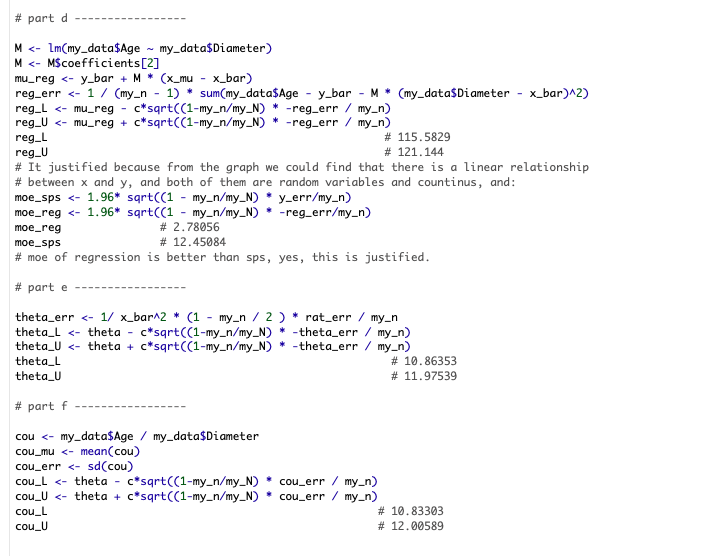 # part d -----------------
M <- lm(my_data$Age ~ my_data$Diameter)
M <- M$coefficients[2]
mu_reg <- y_bar + M * (x_mu - x_bar)
reg_err <- 1 / (my_n - 1) * sum(my_data$Age - y_bar - M * (my_data$Diameter - x_bar)^2)
reg_L <- mu_reg - c*sqrt((1-my_n/my_N) * -reg_err / my_n)
reg_U <- mu_reg + c*sqrt((1-my_n/my_N) * -reg_err / my_n)
reg_L # 115.5829
reg_U # 121.144
# It justified because from the graph we could find that there is a linear relationship
# between x and y, and both of them are random variables and countinus, and:
moe_sps <- 1.96* sqrt((1 - my_n/my_N) * y_err/my_n)
moe_reg <- 1.96* sqrt((1 - my_n/my_N) * -reg_err/my_n)
moe_reg # 2.78056
moe_sps # 12.45084
# moe of regression is better than sps, yes, this is justified.
# part e -----------------
theta_err <- 1/ x_bar^2 * (1 - my_n / 2 ) * rat_err / my_n
theta_L <- theta - c*sqrt((1-my_n/my_N) * -theta_err / my_n)
theta_U <- theta + c*sqrt((1-my_n/my_N) * -theta_err / my_n)
theta_L # 10.86353
theta_U # 11.97539
# part f -----------------
cou <- my_data$Age / my_data$Diameter
cou_mu <- mean(cou)
cou_err <- sd(cou)
cou_L <- theta - c*sqrt((1-my_n/my_N) * cou_err / my_n)
cou_U <- theta + c*sqrt((1-my_n/my_N) * cou_err / my_n)
cou_L # 10.83303
cou_U # 12.00589